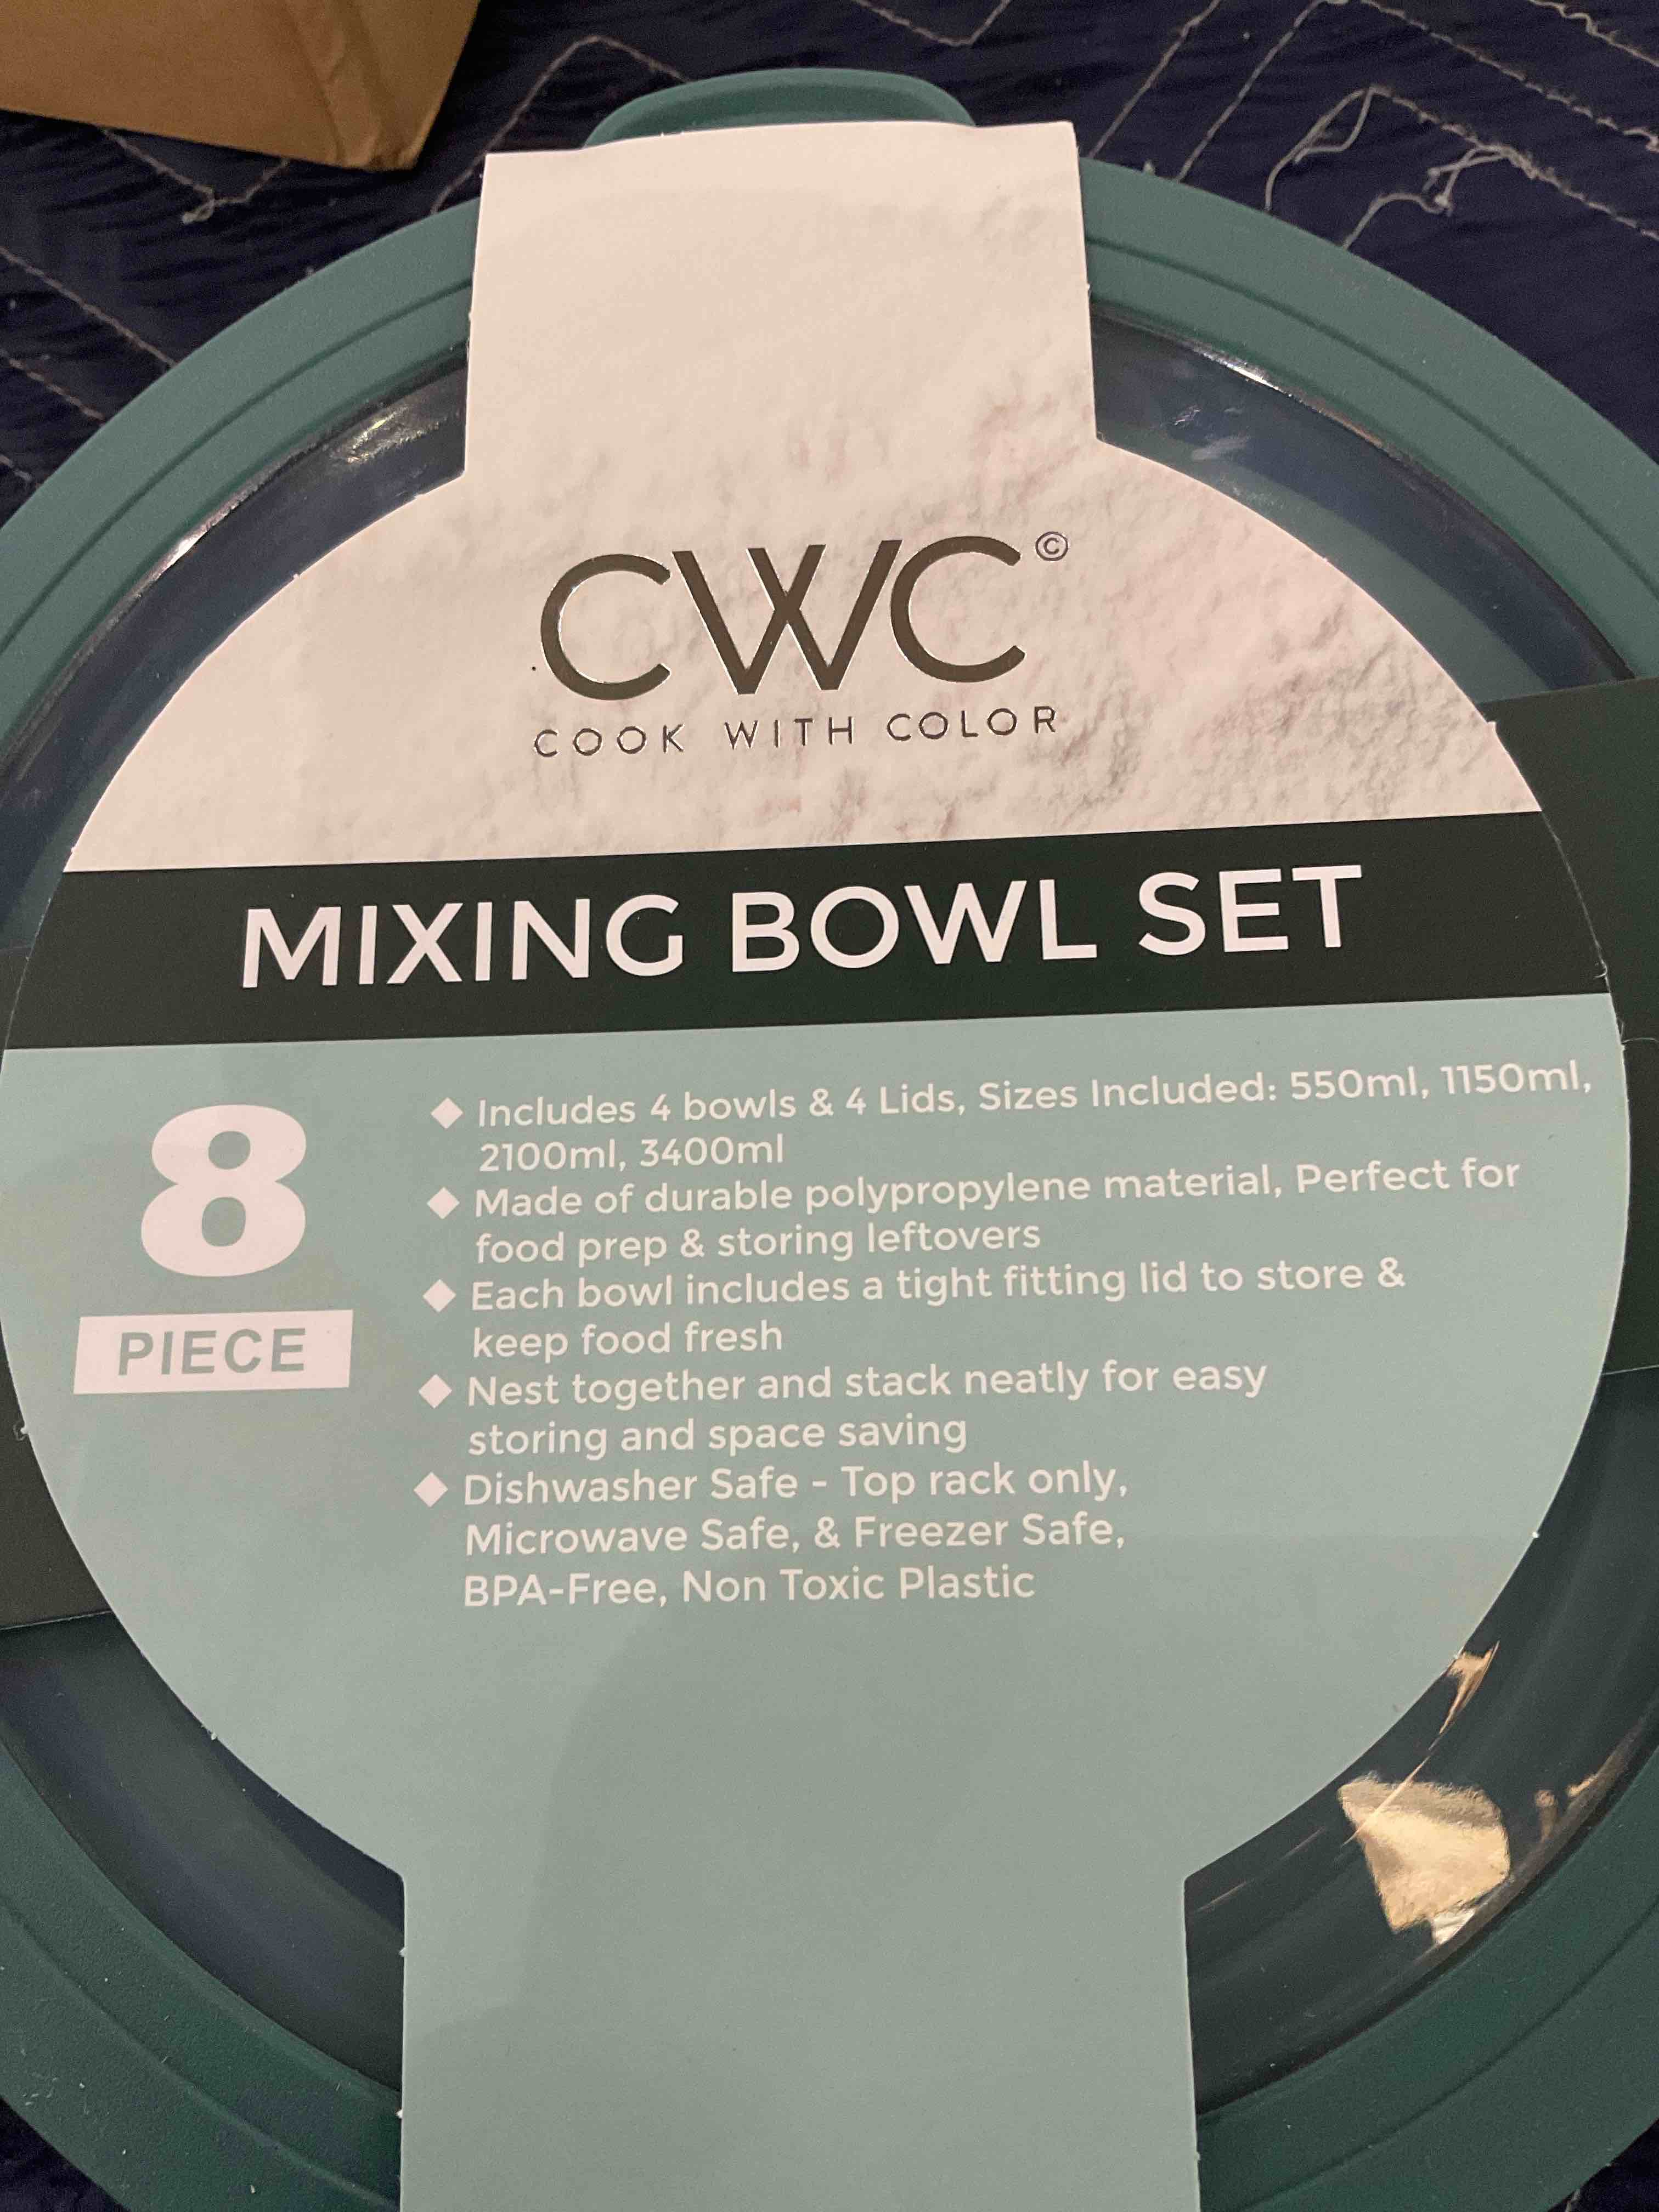 CWC©
COOK WITH COLOR
MIXING BOWL SET
8
PIECE
◆ Includes 4 bowls & 4 Lids, Sizes Included: 550ml, 1150ml,
2100ml, 3400ml
◆ Made of durable polypropylene material, Perfect for
food prep & storing leftovers
◆ Each bowl includes a tight fitting lid to store &
keep food fresh
◆ Nest together and stack neatly for easy
storing and space saving
◆ Dishwasher Safe - Top rack only,
Microwave Safe, & Freezer Safe,
BPA-Free, Non Toxic Plastic